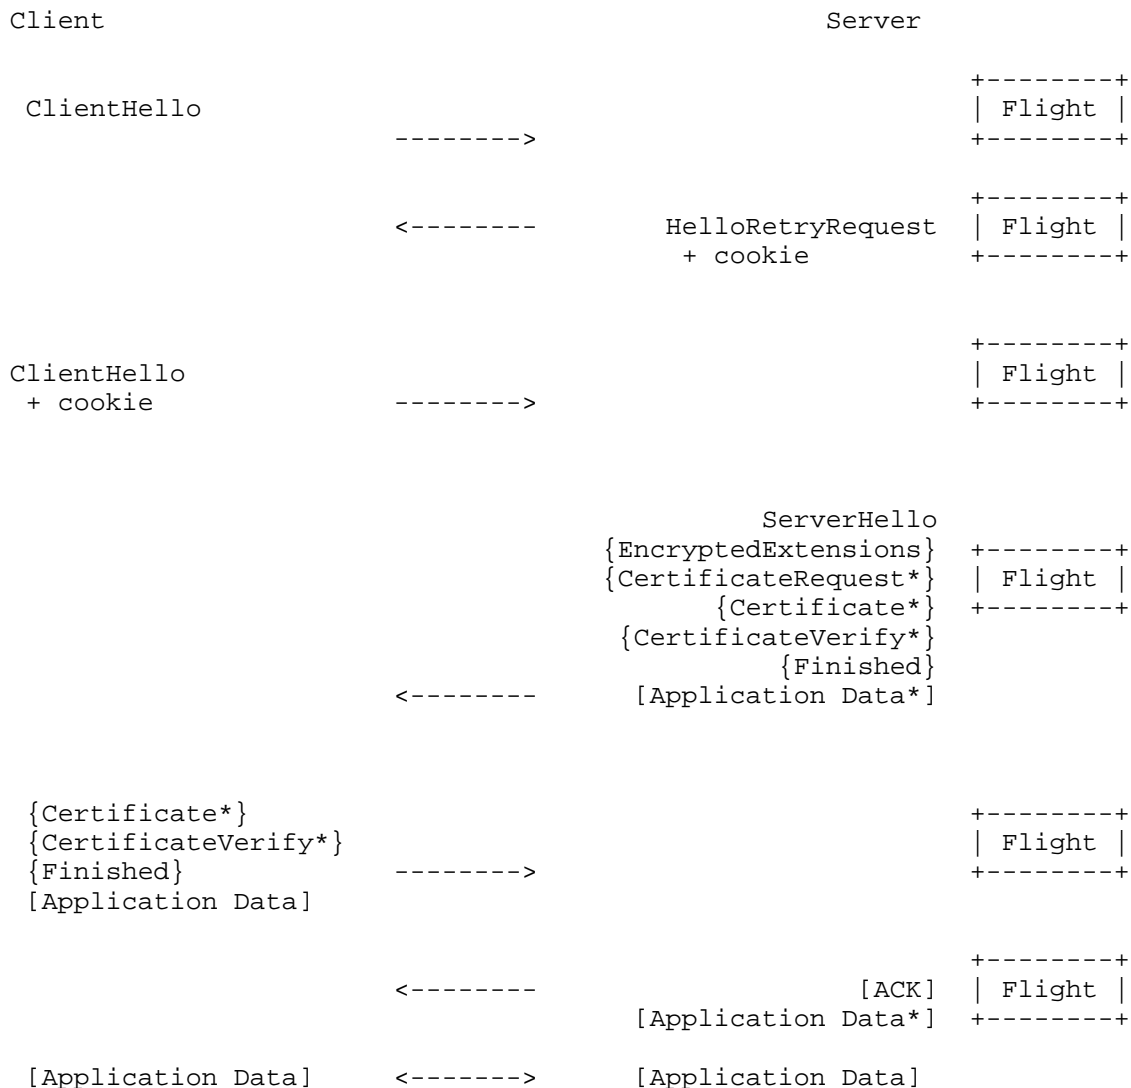 Client                                             Server

                                                            +--------+
 ClientHello                                                | Flight |
                        -------->                           +--------+

                                                            +--------+
                        <--------        HelloRetryRequest  | Flight |
                                          + cookie          +--------+

                                                            +--------+
ClientHello                                                 | Flight |
 + cookie               -------->                           +--------+

                                               ServerHello
                                     {EncryptedExtensions}  +--------+
                                     {CertificateRequest*}  | Flight |
                                            {Certificate*}  +--------+
                                      {CertificateVerify*}
                                                {Finished}
                        <--------      [Application Data*]

 {Certificate*}                                             +--------+
 {CertificateVerify*}                                       | Flight |
 {Finished}             -------->                           +--------+
 [Application Data]

                                                            +--------+
                        <--------                    [ACK]  | Flight |
                                       [Application Data*]  +--------+

 [Application Data]     <------->      [Application Data]